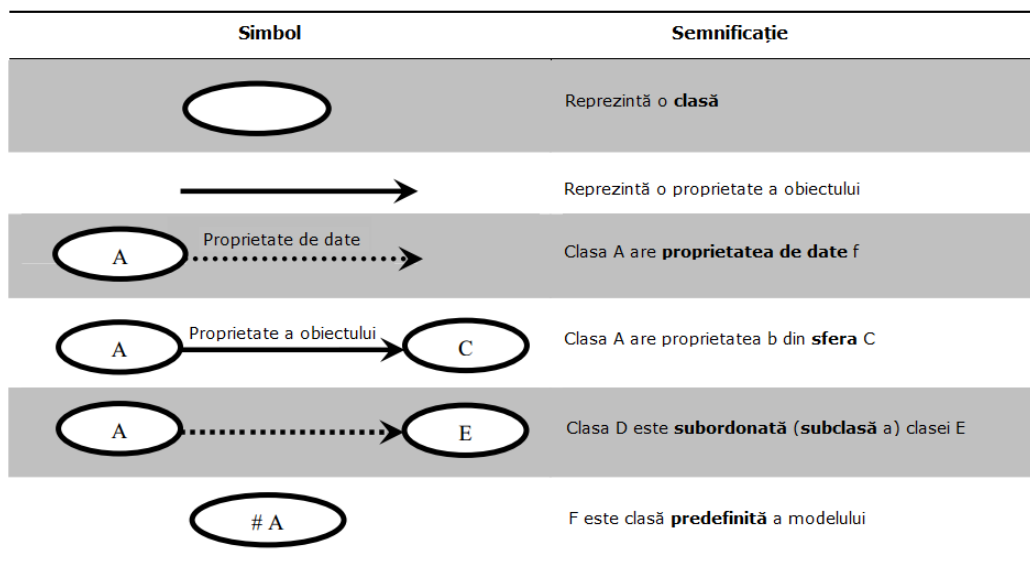 Simbol Semnificație
Reprezintă o clasă
Reprezintă o proprietate a obiectului
A Proprietate de date Clasa A are proprietatea de date f
A Proprietate a obiectului C Clasa A are proprietatea b din sfera C
A E Clasa D este subordonată (subclasă a) clasei E
# A F este clasă predefinită a modelului